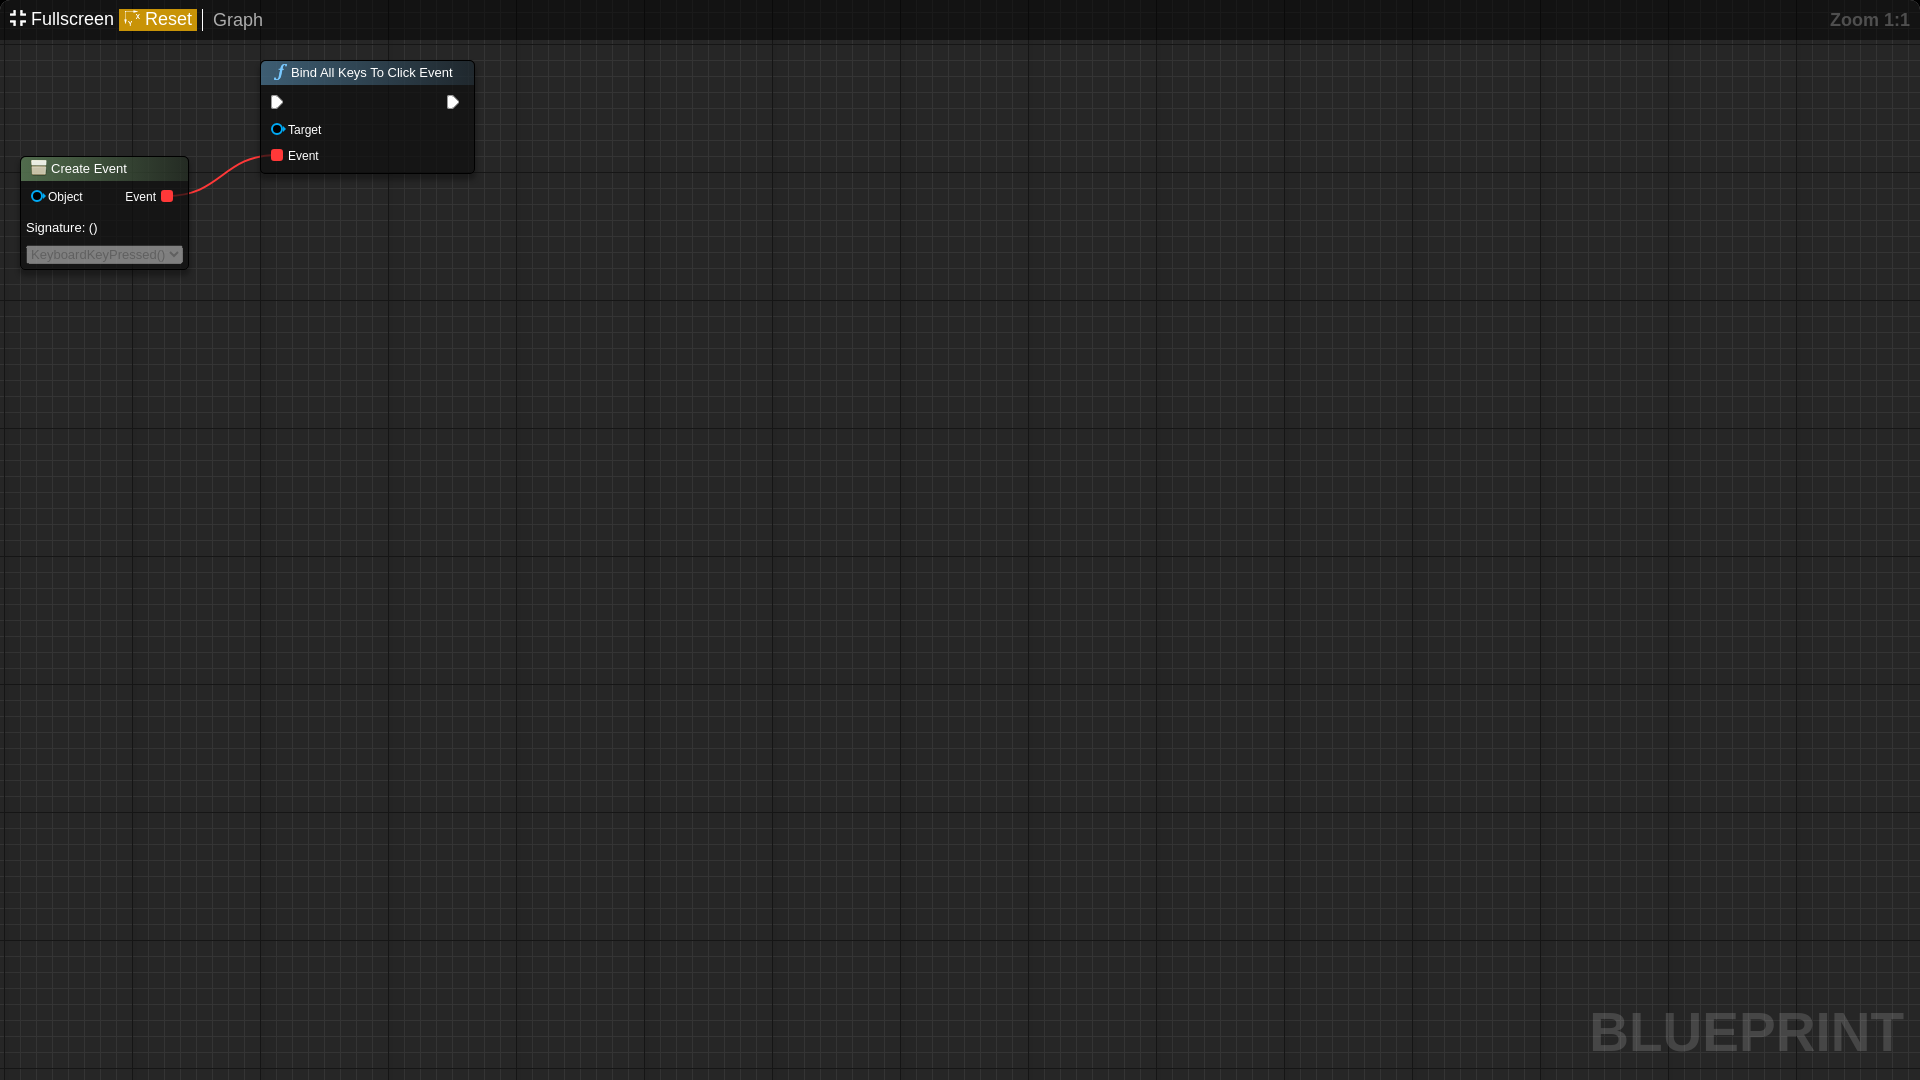 Fullscreen Reset Graph
Zoom 1:1
Bind All Keys To Click Event
Target
Event
Create Event
Object Event
Signature: ()
KeyboardKeyPressed()
BLUEPRINT